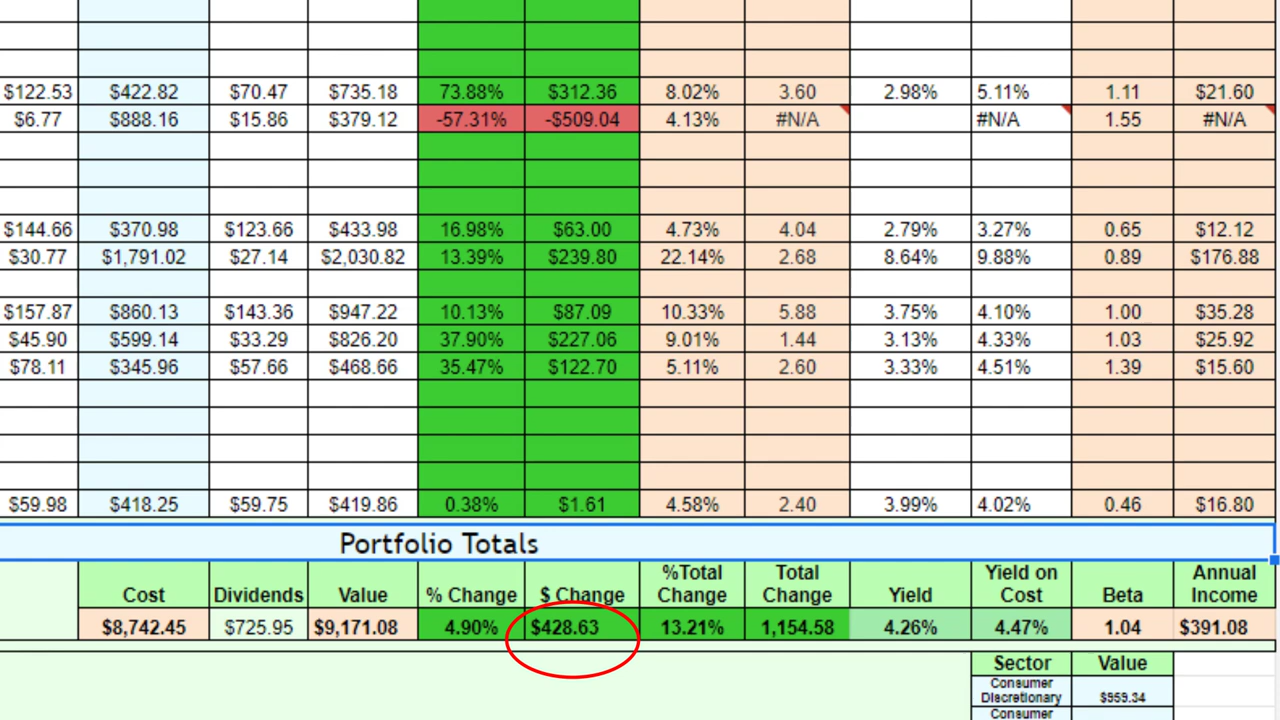 $122.53 $422.82 $70.47 $735.18 73.88% $312.36 8.02% 3.60 2.98% 5.11% 1.11 $21.60
$6.77 $888.16 $15.86 $379.12 -57.31% -$509.04 4.13% #N/A #N/A 1.55 #N/A
$144.66 $370.98 $123.66 $433.98 16.98% $63.00 4.73% 4.04 2.79% 3.27% 0.65 $12.12
$30.77 $1,791.02 $27.14 $2,030.82 13.39% $239.80 22.14% 2.68 8.64% 9.88% 0.89 $176.88
$157.87 $860.13 $143.36 $947.22 10.13% $87.09 10.33% 5.88 3.75% 4.10% 1.00 $35.28
$45.90 $599.14 $33.29 $826.20 37.90% $227.06 9.01% 1.44 3.13% 4.33% 1.03 $25.92
$78.11 $345.96 $57.66 $468.66 35.47% $122.70 5.11% 2.60 3.33% 4.51% 1.39 $15.60
$59.98 $418.25 $59.75 $419.86 0.38% $1.61 4.58% 2.40 3.99% 4.02% 0.46 $16.80
Portfolio Totals
Cost Dividends Value % Change $ Change %Total Change Total Change Yield Yield on Cost Beta Annual Income
$8,742.45 $725.95 $9,171.08 4.90% $428.63 13.21% 1,154.58 4.26% 4.47% 1.04 $391.08
Sector Value
Consumer Discretionary $959.34
Consumer